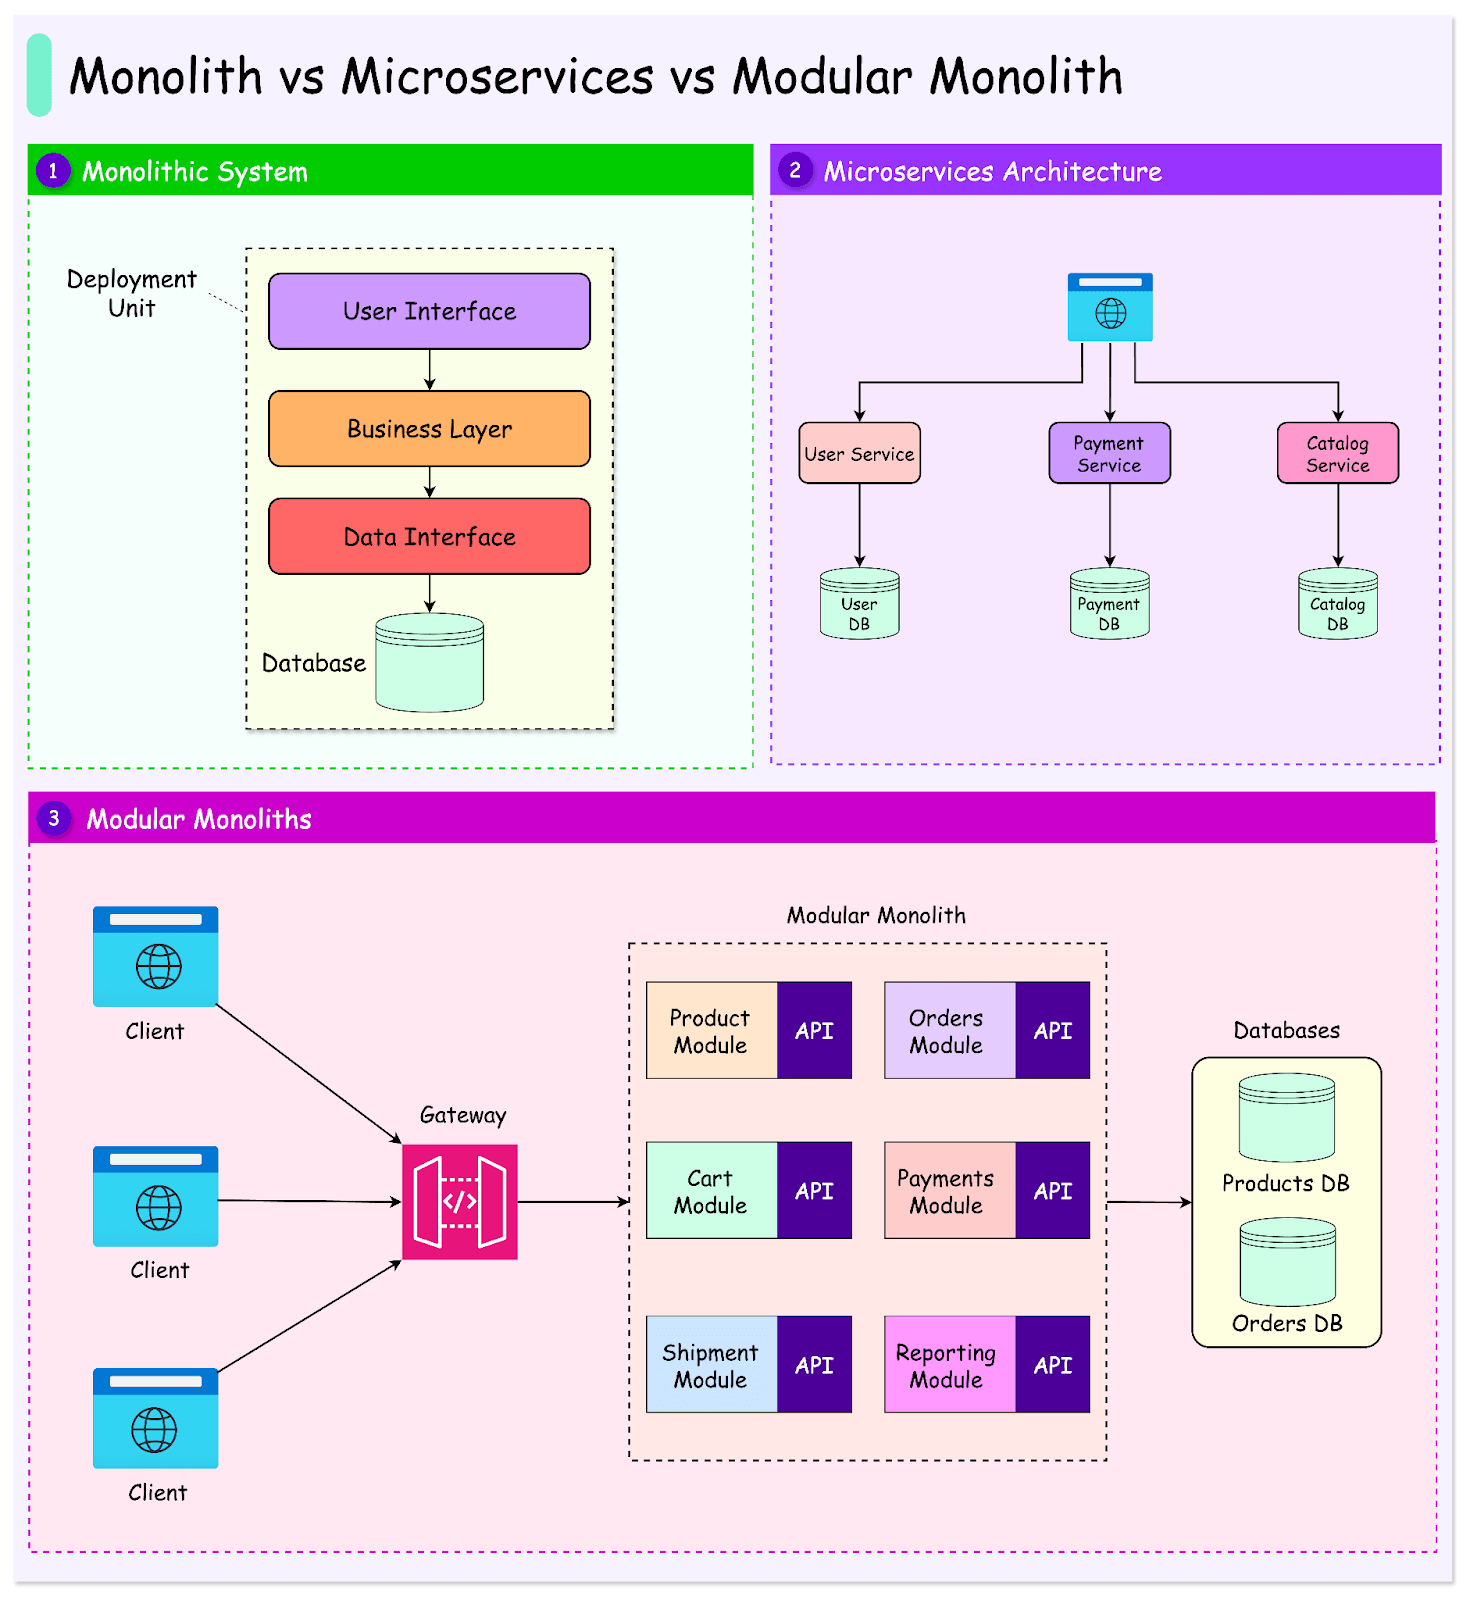 Monolith vs Microservices vs Modular Monolith
1 Monolithic System
Deployment
Unit
User Interface
Business Layer
Data Interface
Database
2 Microservices Architecture
User Service
Payment
Service
Catalog
Service
User
DB
Payment
DB
Catalog
DB
3 Modular Monoliths
Client
Client
Client
Gateway
Modular Monolith
Product
Module
API
Orders
Module
API
Cart
Module
API
Payments
Module
API
Shipment
Module
API
Reporting
Module
API
Databases
Products DB
Orders DB